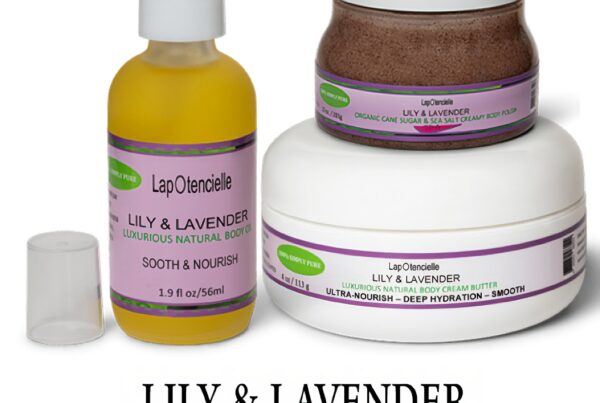 LapOtencielle
LILY & LAVENDER
ORGANIC CANE SUGAR & SEA SALT CREAMY BODY POLISH
SIMPLY PURE
LapOtencielle
LILY & LAVENDER
LUXURIOUS NATURAL BODY OIL
SOOTH & NOURISH
1.9 fl oz/56ml
100% SIMPLY PURE
4 oz / 113 g
LapOtencielle
LILY & LAVENDER
LUXURIOUS NATURAL BODY CREAM BUTTER
ULTRA-NOURISH – DEEP HYDRATION – SMOOTH
LILY & LAVENDER